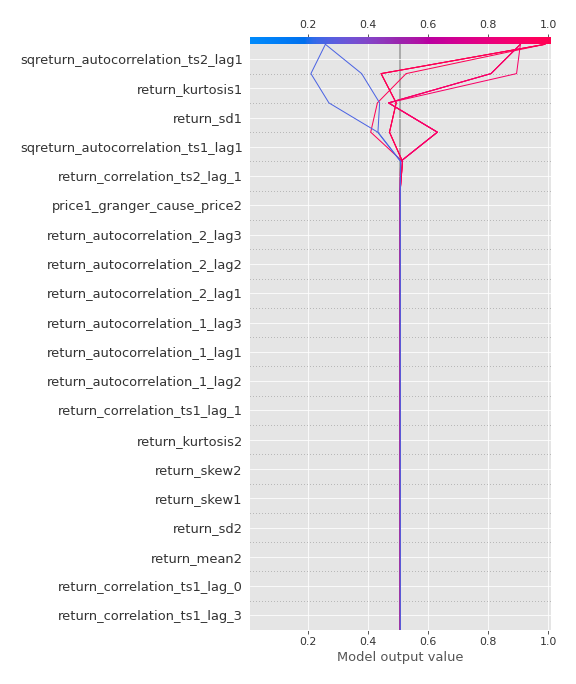 0.2 0.4 0.6 0.8 1.0
sqreturn_autocorrelation_ts2_lag1
return_kurtosis1
return_sd1
sqreturn_autocorrelation_ts1_lag1
return_correlation_ts2_lag_1
price1_granger_cause_price2
return_autocorrelation_2_lag3
return_autocorrelation_2_lag2
return_autocorrelation_2_lag1
return_autocorrelation_1_lag3
return_autocorrelation_1_lag1
return_autocorrelation_1_lag2
return_correlation_ts1_lag_1
return_kurtosis2
return_skew2
return_skew1
return_sd2
return_mean2
return_correlation_ts1_lag_0
return_correlation_ts1_lag_3
0.2 0.4 0.6 0.8 1.0
Model output value